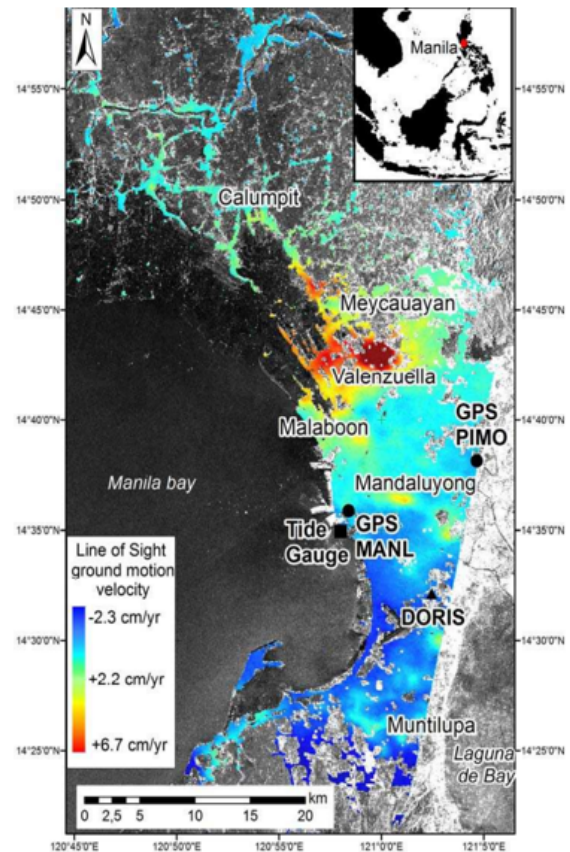 N
Manila
14°55'0"N
14°55'0"N
14°50'0"N
Calumpit
14°50'0"N
14°45'0"N
Meycauayan
14°45'0"N
Valenzuella
14°40'0"N
Malaboon
GPS
PIMO
14°40'0"N
Manila bay
Mandaluyong
14°35'0"N
Tide
Gauge
GPS
MANL
14°35'0"N
Line of Sight
ground motion
velocity
-2.3 cm/yr
+2.2 cm/yr
+6.7 cm/yr
DORIS
14°30'0"N
14°30'0"N
Muntilupa
14°25'0"N
Laguna
de Bay
14°25'0"N
km
0 2,5 5 10 15 20
120°45'0"E 120°50'0"E 120°55'0"E 121°0'0"E 121°5'0"E